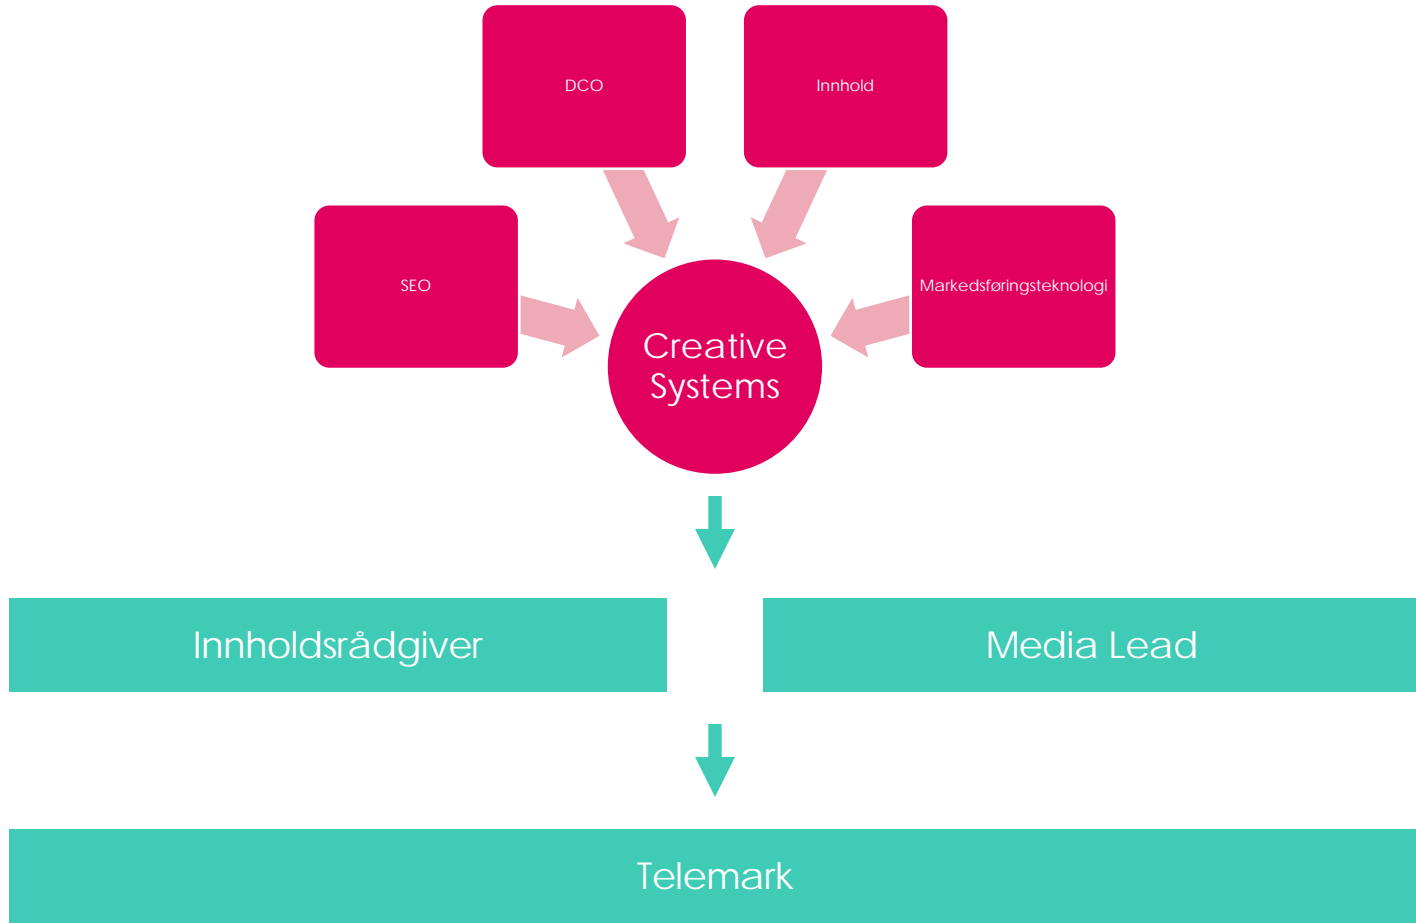 DCO
Innhold
SEO
Markedsføringsteknologi
Creative
Systems
Innholdsrådgiver
Media Lead
Telemark